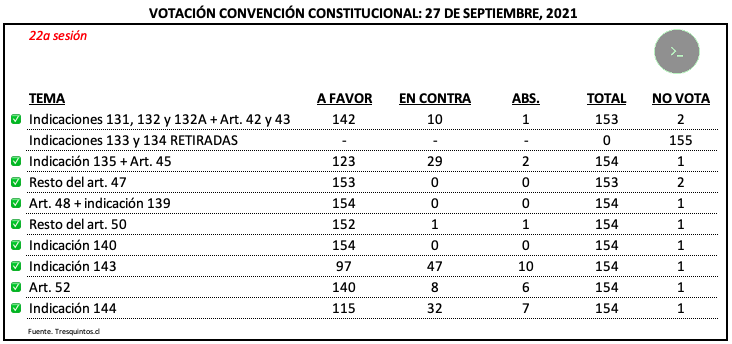 VOTACIÓN CONVENCIÓN CONSTITUCIONAL: 27 DE SEPTIEMBRE, 2021
22a sesión
>_
TEMA A FAVOR EN CONTRA ABS. TOTAL NO VOTA
Indicaciones 131, 132 y 132A + Art. 42 y 43 142 10 1 153 2
Indicaciones 133 y 134 RETIRADAS - - - 0 155
Indicación 135 + Art. 45 123 29 2 154 1
Resto del art. 47 153 0 0 153 2
Art. 48 + indicación 139 154 0 0 154 1
Resto del art. 50 152 1 1 154 1
Indicación 140 154 0 0 154 1
Indicación 143 97 47 10 154 1
Art. 52 140 8 6 154 1
Indicación 144 115 32 7 154 1
Fuente. Tresquintos.cl